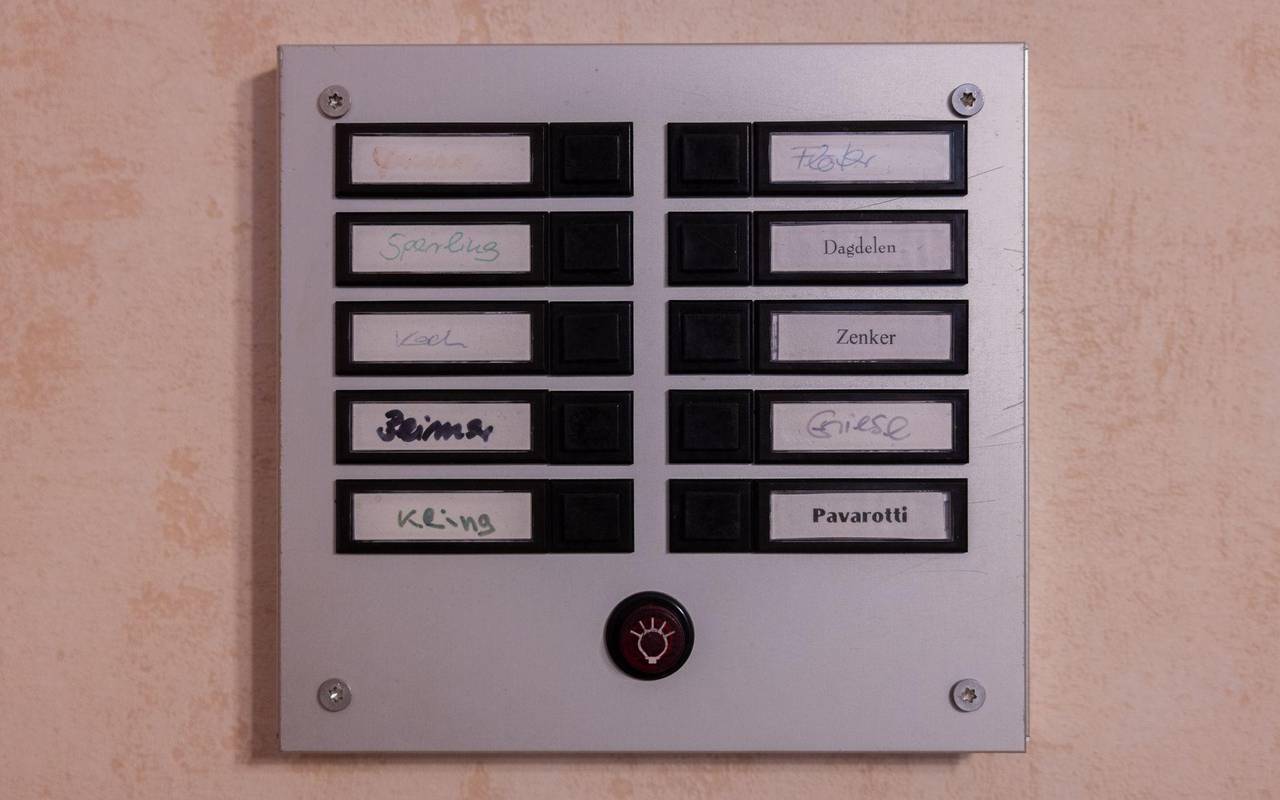 Sperling
Dagdelen
Koch
Zenker
Beimer
Griese
Kling
Pavarotti